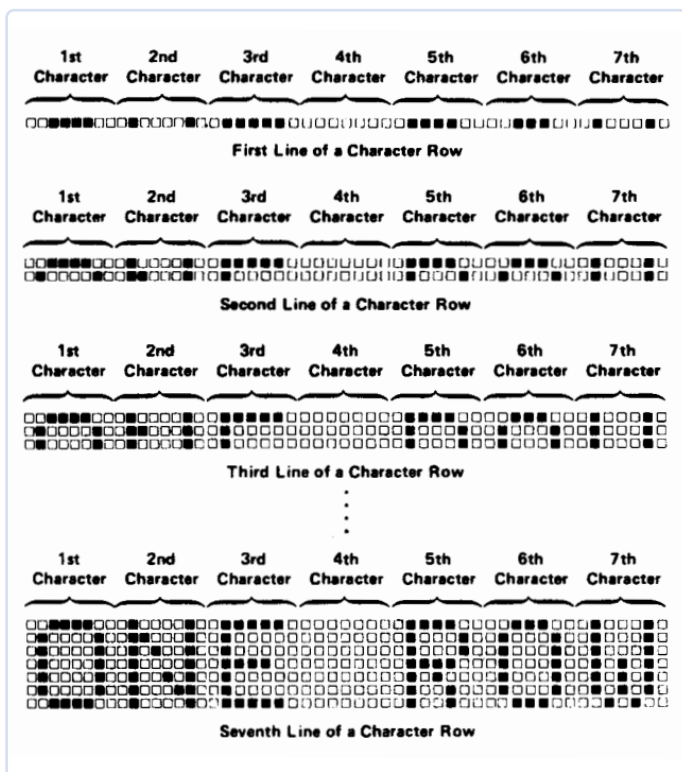 1st 2nd 3rd 4th 5th 6th 7th
Character Character Character Character Character Character Character
First Line of a Character Row
1st 2nd 3rd 4th 5th 6th 7th
Character Character Character Character Character Character Character
Second Line of a Character Row
1st 2nd 3rd 4th 5th 6th 7th
Character Character Character Character Character Character Character
Third Line of a Character Row
1st 2nd 3rd 4th 5th 6th 7th
Character Character Character Character Character Character Character
ONE ROW
Seventh Line of a Character Row